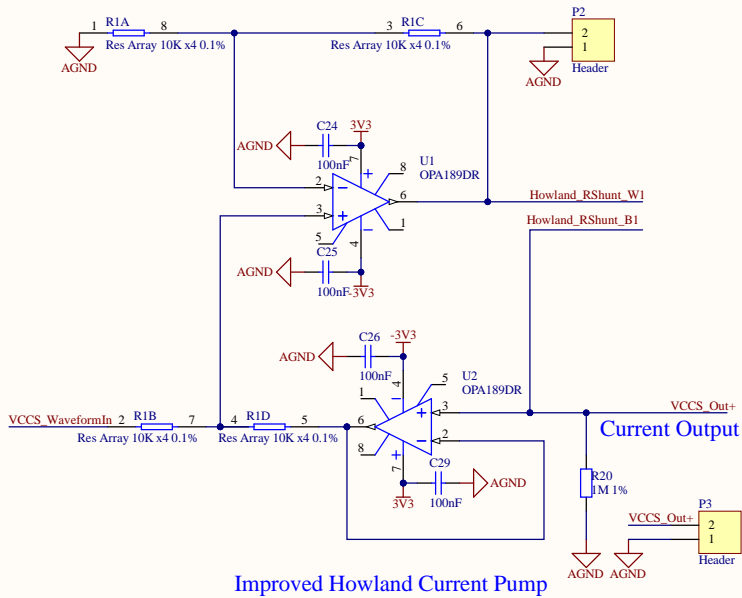 P2
R1A
R1C
1
8
3
6
2
1
Res Array 10K x4 0.1%
Res Array 10K x4 0.1%
AGND
AGND
Header
C24
3V3
AGND
100nF
7
8
U1
OPA189DR
2
6
Howland_RShunt_W1
3
1
Howland_RShunt_B1
5
4
C25
AGND
100nF
-3V3
-3V3
C26
AGND
100nF
4
5
U2
OPA189DR
1
3
VCCS_Out+
VCCS_WaveformIn
2
R1B
7
4
R1D
5
6
2
Current Output
Res Array 10K x4 0.1%
Res Array 10K x4 0.1%
8
7
C29
AGND
100nF
3V3
R20
1M 1%
P3
VCCS_Out+
2
1
AGND
AGND
Header
Improved Howland Current Pump